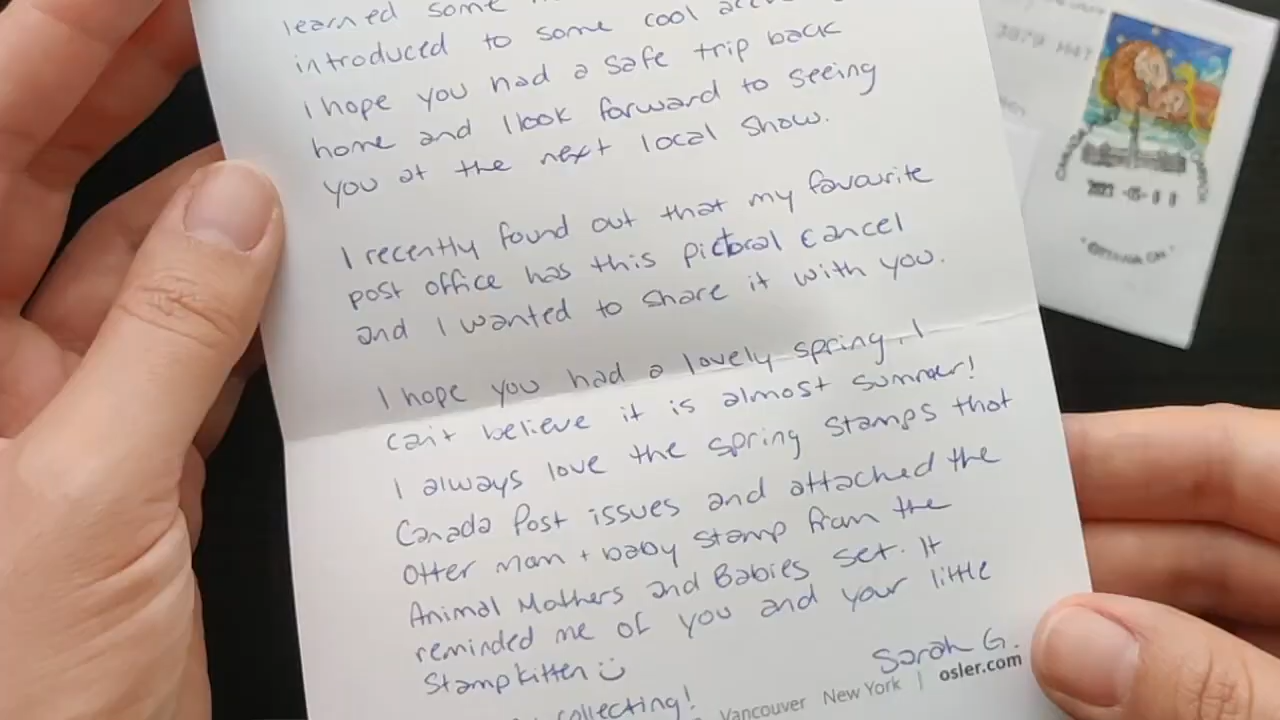 learned some
introduced to some cool
I hope you had a safe trip back
home and I look forward to seeing
you at the next local show.
I recently found out that my favourite
post office has this pictoral cancel
and I wanted to share it with you.
I hope you had a lovely spring, I
can't believe it is almost summer!
I always love the spring stamps that
Canada Post issues and attached the
Otter mom + baby stamp from the
Animal Mothers and Babies set. It
reminded me of you and your little
Stampkitten
Sarah G.
collecting!
Vancouver New York | osler.com
OTTAWA ON